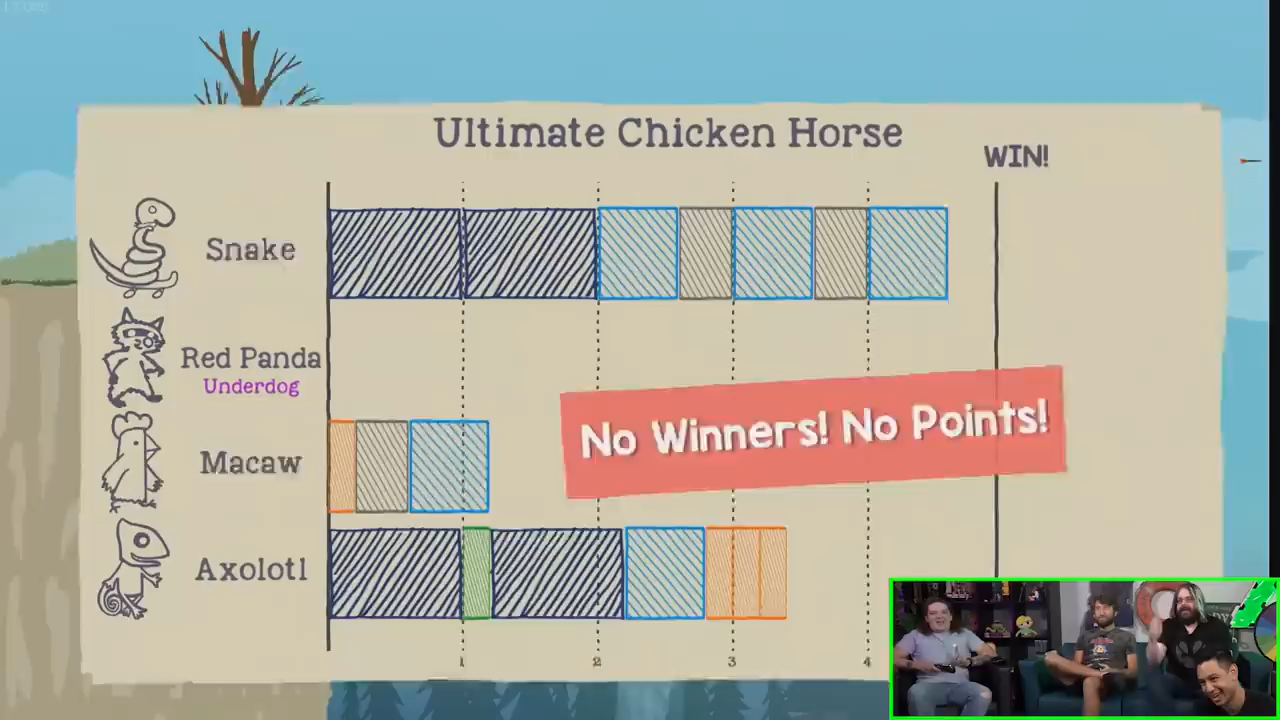 Ultimate Chicken Horse
WIN!
Snake
Red Panda
Underdog
No Winners! No Points!
Macaw
Axolotl
1
2
3
4